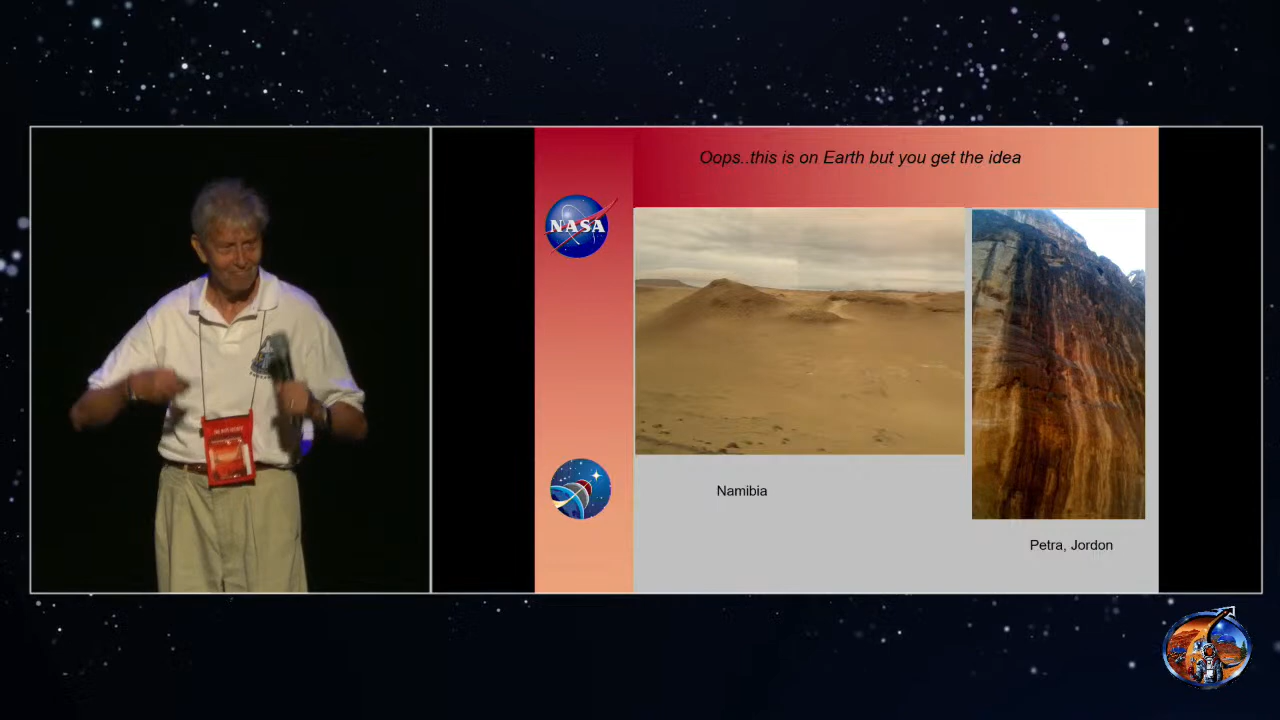 Oops..this is on Earth but you get the idea
NASA
Namibia
Petra, Jordon